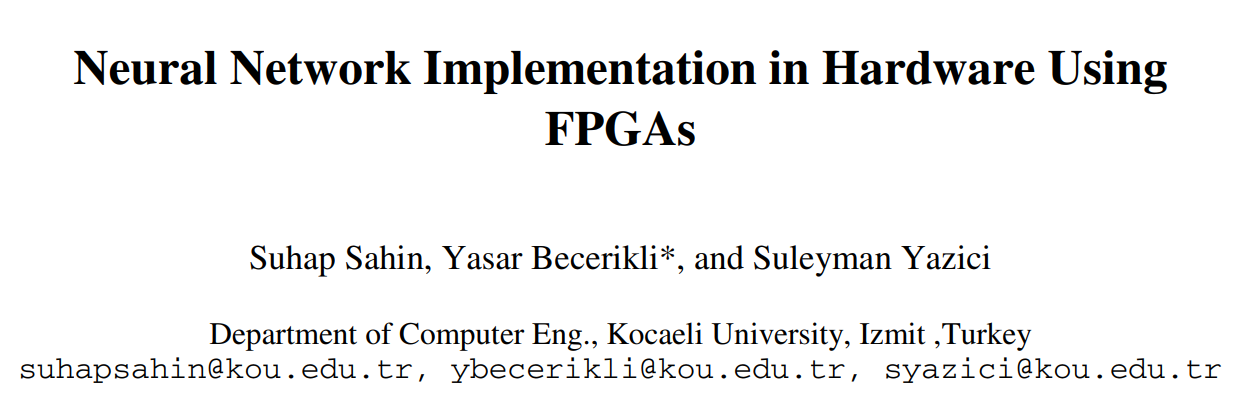 Neural Network Implementation in Hardware Using
FPGAs
Suhap Sahin, Yasar Becerikli*, and Suleyman Yazici
Department of Computer Eng., Kocaeli University, Izmit ,Turkey
suhapsahin@kou.edu.tr, ybecerikli@kou.edu.tr, syazici@kou.edu.tr